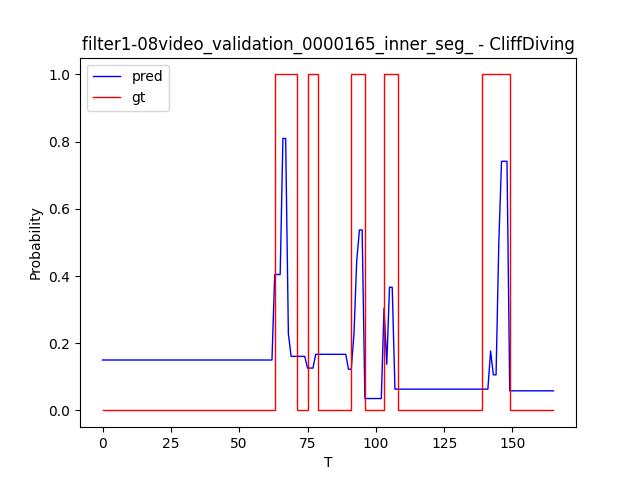 filter1-08video_validation_0000165_inner_seg_ - CliffDiving
pred
gt
1.0
0.8
0.6
0.4
0.2
0.0
Probability
0
25
50
75
100
125
150
T